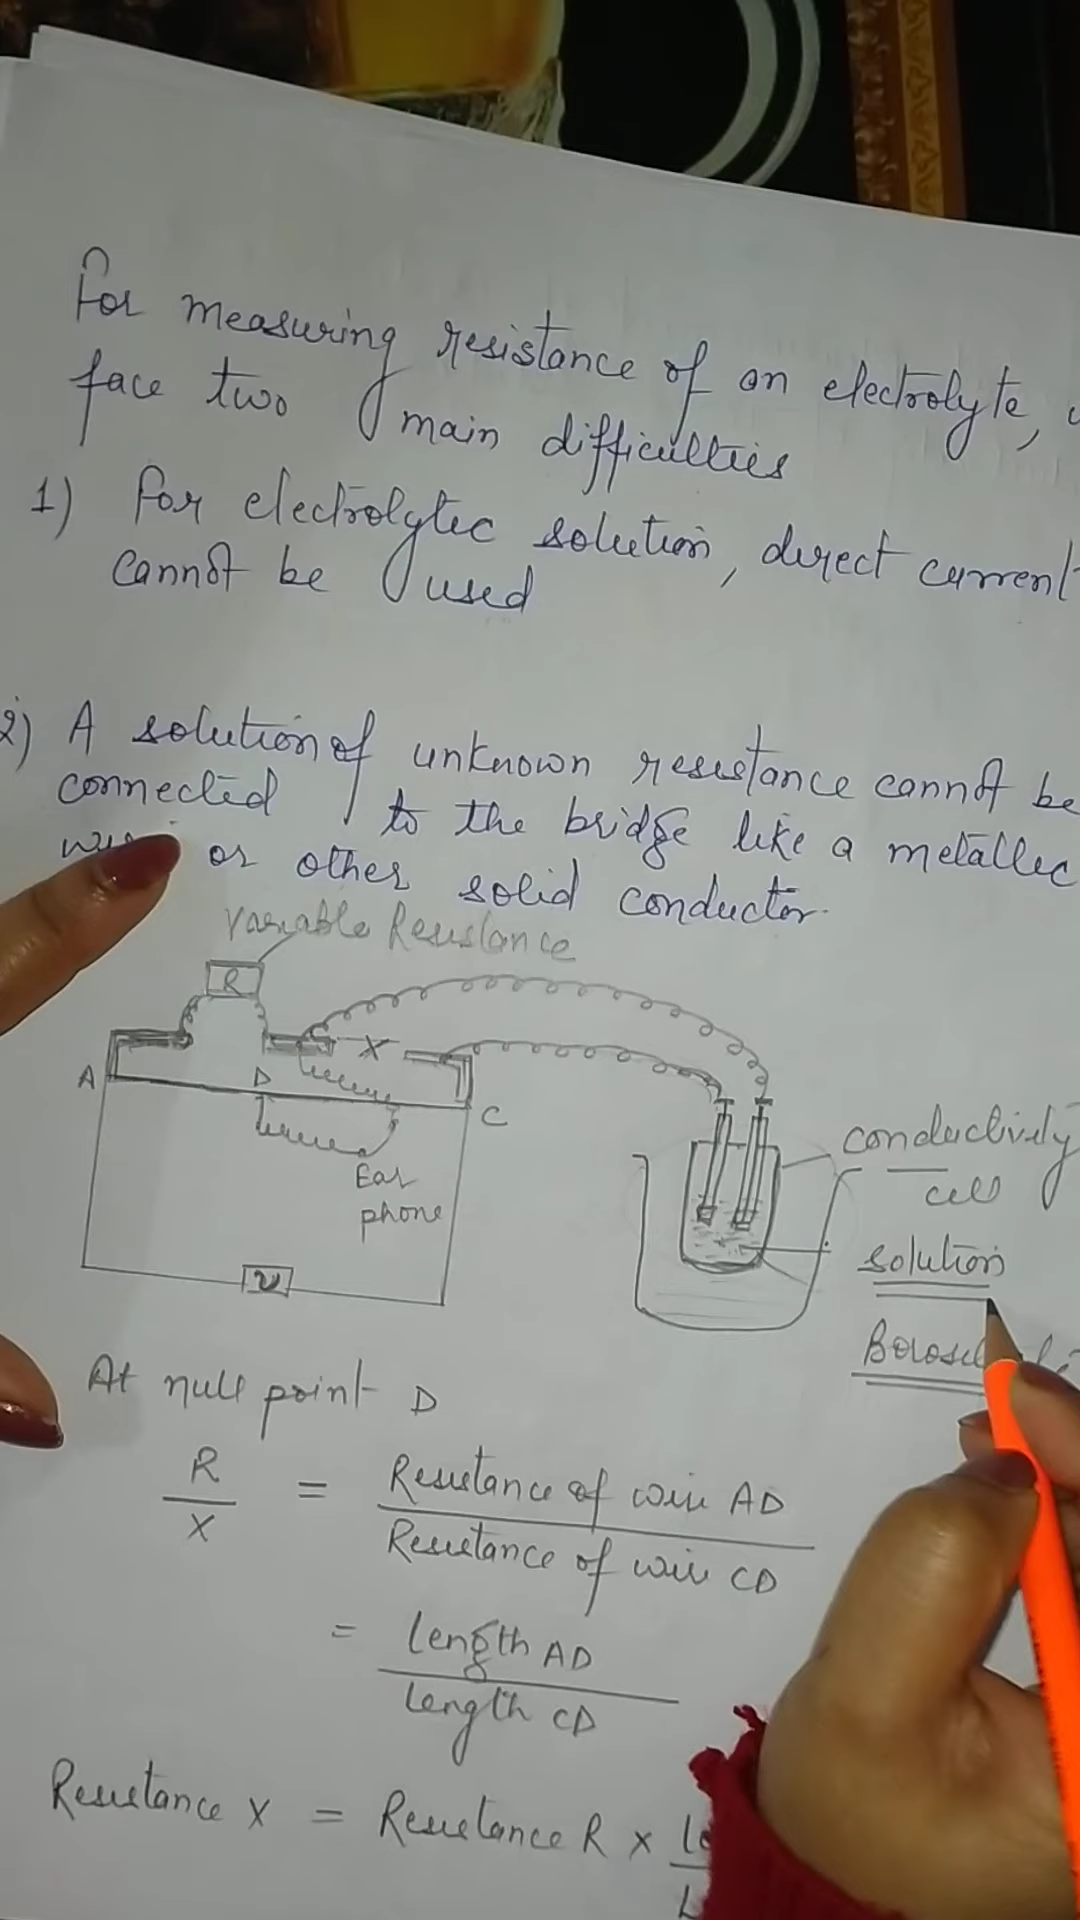 For measuring resistance of an electrolyte,
face two main difficulties
1) For electrolytic solution, direct current
cannot be used
2) A solution of unknown resistance cannot be
connected to the bridge like a metallic
or other solid conductor.
Variable Resistance
R
X
A
D
C
Ear
phone
conductively
cell
solution
At null point D
R = Resistance of wire AD
X Resistance of wire CD
= Length AD
Length CD
Resistance X = Resistance R x